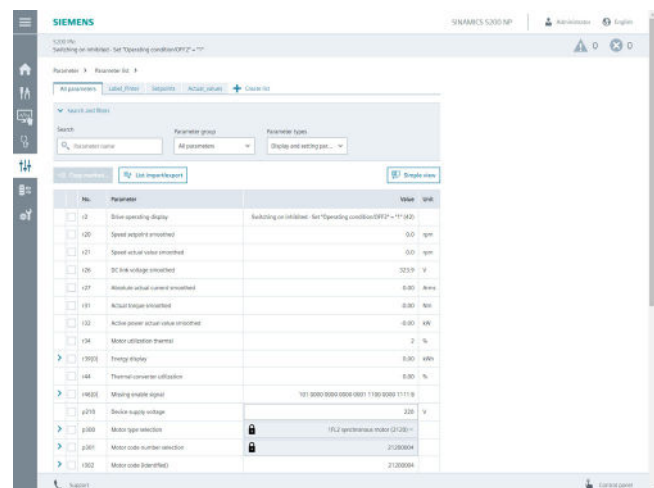 SIEMENS
SINAMICS S200 NP
Administrator
English
S200 PN
Switching on inhibited - Set "Operating condition/OFF2" = "1"
0
0
Parameter > Parameter list >
All parameters
Label_Printer
Setpoints
Actual_values
Create list
Search and filters
Search
Parameter group
Parameter types
Parameter name
All parameters
Display and setting par...
List import/export
Simple view
No. Parameter Value Unit
r2 Drive operating display Switching on inhibited - Set "Operating condition/OFF2" = "1" (42)
r20 Speed setpoint smoothed 0.0 rpm
r21 Speed actual value smoothed 0.0 rpm
r26 DC link voltage smoothed 323.9 V
r27 Absolute actual current smoothed 0.00 Arms
r31 Actual torque smoothed 0.00 Nm
r32 Active power actual value smoothed -0.00 kW
r34 Motor utilization thermal 2 %
r39[0] Energy display 0.00 kWh
r44 Thermal converter utilization 0.00 %
r46[0] Missing enable signal
p210 Device supply voltage 220 V
p300 Motor type selection 1FL2 synchronous motor (2120)
p301 Motor code number selection 21200004
r302 Motor code (identified) 21200004
Support
Control panel